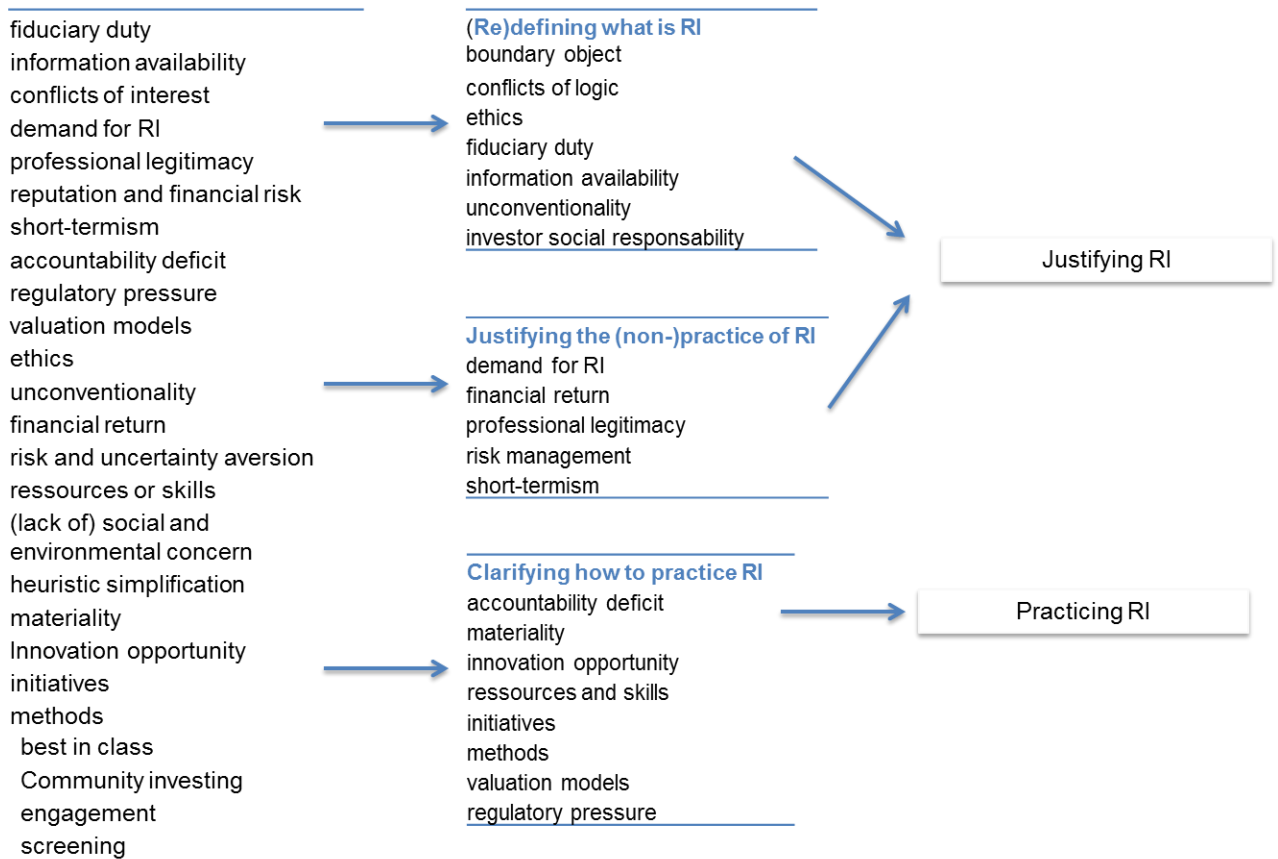 fiduciary duty
information availability
conflicts of interest
demand for RI
professional legitimacy
reputation and financial risk
short-termism
accountability deficit
regulatory pressure
valuation models
ethics
unconventionality
financial return
risk and uncertainty aversion
ressources or skills
(lack of) social and
environmental concern
heuristic simplification
materiality
Innovation opportunity
initiatives
methods
best in class
Community investing
engagement
screening
(Re)defining what is RI
boundary object
conflicts of logic
ethics
fiduciary duty
information availability
unconventionality
investor social responsability
Justifying the (non-)practice of RI
demand for RI
financial return
professional legitimacy
risk management
short-termism
Clarifying how to practice RI
accountability deficit
materiality
innovation opportunity
ressources and skills
initiatives
methods
valuation models
regulatory pressure
Justifying RI
Practicing RI